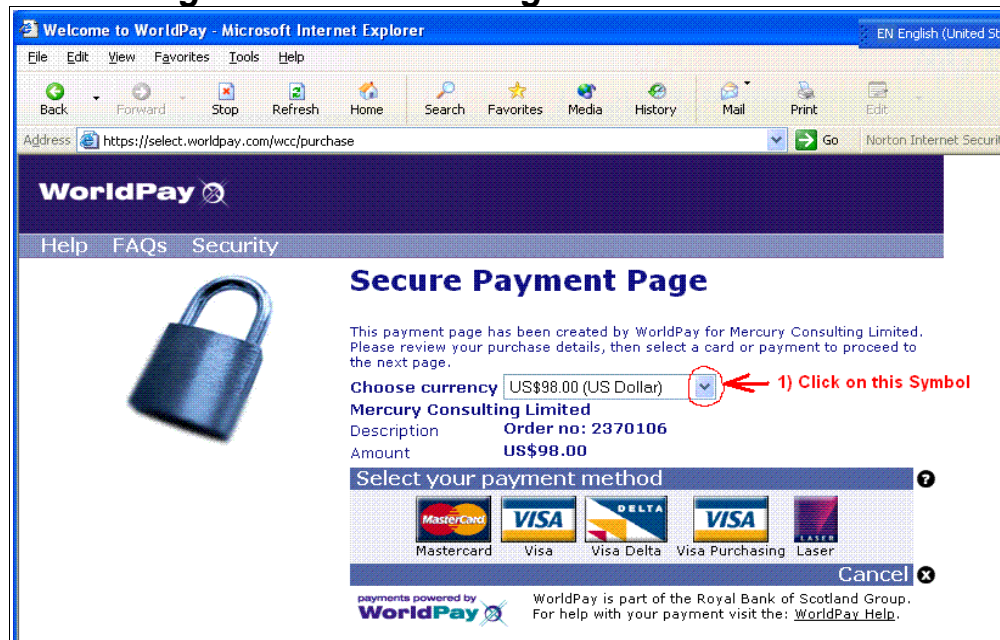 Welcome to WorldPay - Microsoft Internet Explorer
EN English (United St
File Edit View Favorites Tools Help
Back Forward Stop Refresh Home Search Favorites Media History Mail Print Edit
Address https://select.worldpay.com/wcc/purchase Go Norton Internet Securit
WorldPay
Help FAQs Security
Secure Payment Page
This payment page has been created by WorldPay for Mercury Consulting Limited.
Please review your purchase details, then select a card or payment to proceed to
the next page.
Choose currency US$98.00 (US Dollar) 1) Click on this Symbol
Mercury Consulting Limited
Description Order no: 2370106
Amount US$98.00
Select your payment method ?
MasterCard VISA DELTA VISA LASER
Mastercard Visa Visa Delta Visa Purchasing Laser
Cancel
payments powered by
WorldPay
WorldPay is part of the Royal Bank of Scotland Group.
For help with your payment visit the: WorldPay Help.